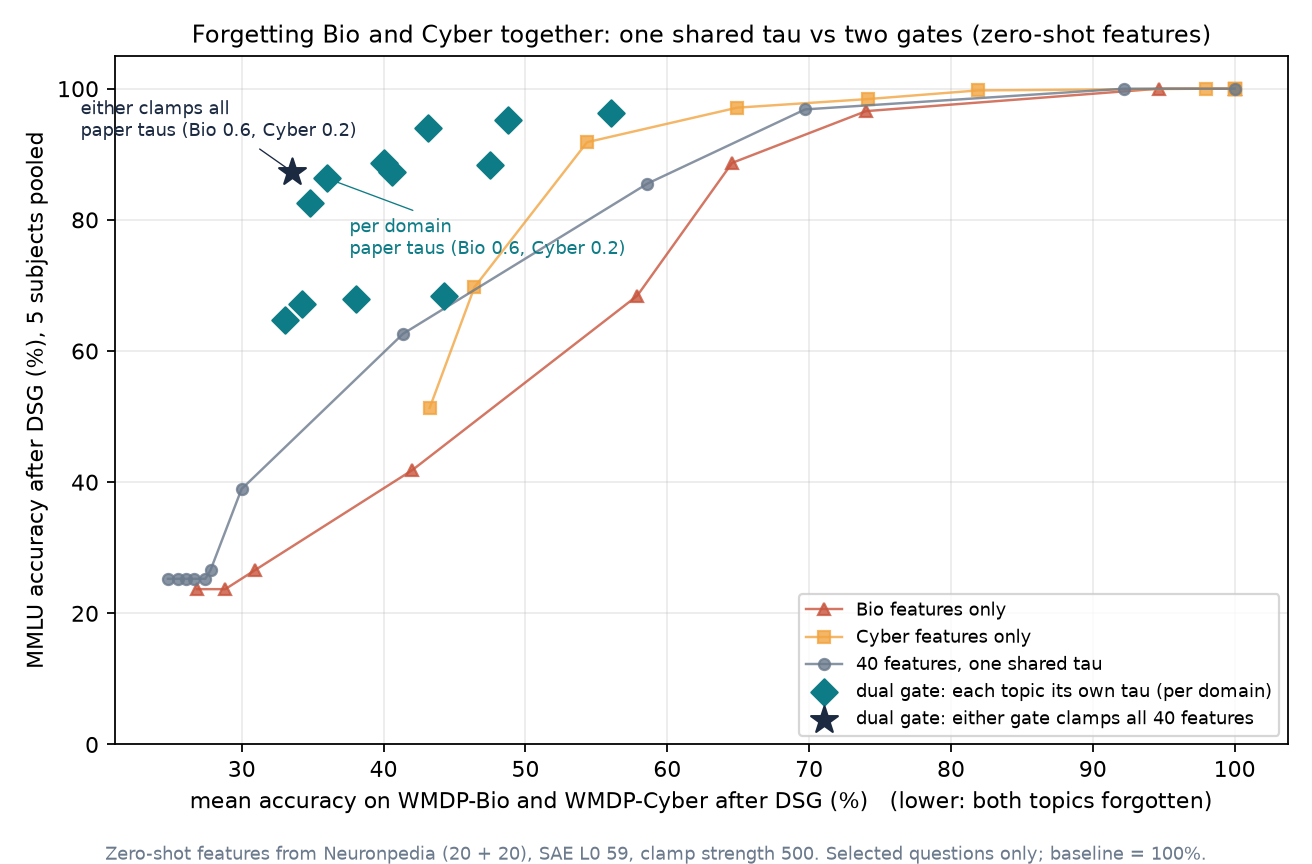 Forgetting Bio and Cyber together: one shared tau vs two gates (zero-shot features)
MMLU accuracy after DSG (%), 5 subjects pooled
100
80
60
40
20
0
either clamps all
paper taus (Bio 0.6, Cyber 0.2)
per domain
paper taus (Bio 0.6, Cyber 0.2)
Bio features only
Cyber features only
40 features, one shared tau
dual gate: each topic its own tau (per domain)
dual gate: either gate clamps all 40 features
30 40 50 60 70 80 90 100
mean accuracy on WMDP-Bio and WMDP-Cyber after DSG (%) (lower: both topics forgotten)
Zero-shot features from Neuronpedia (20 + 20), SAE L0 59, clamp strength 500. Selected questions only; baseline = 100%.